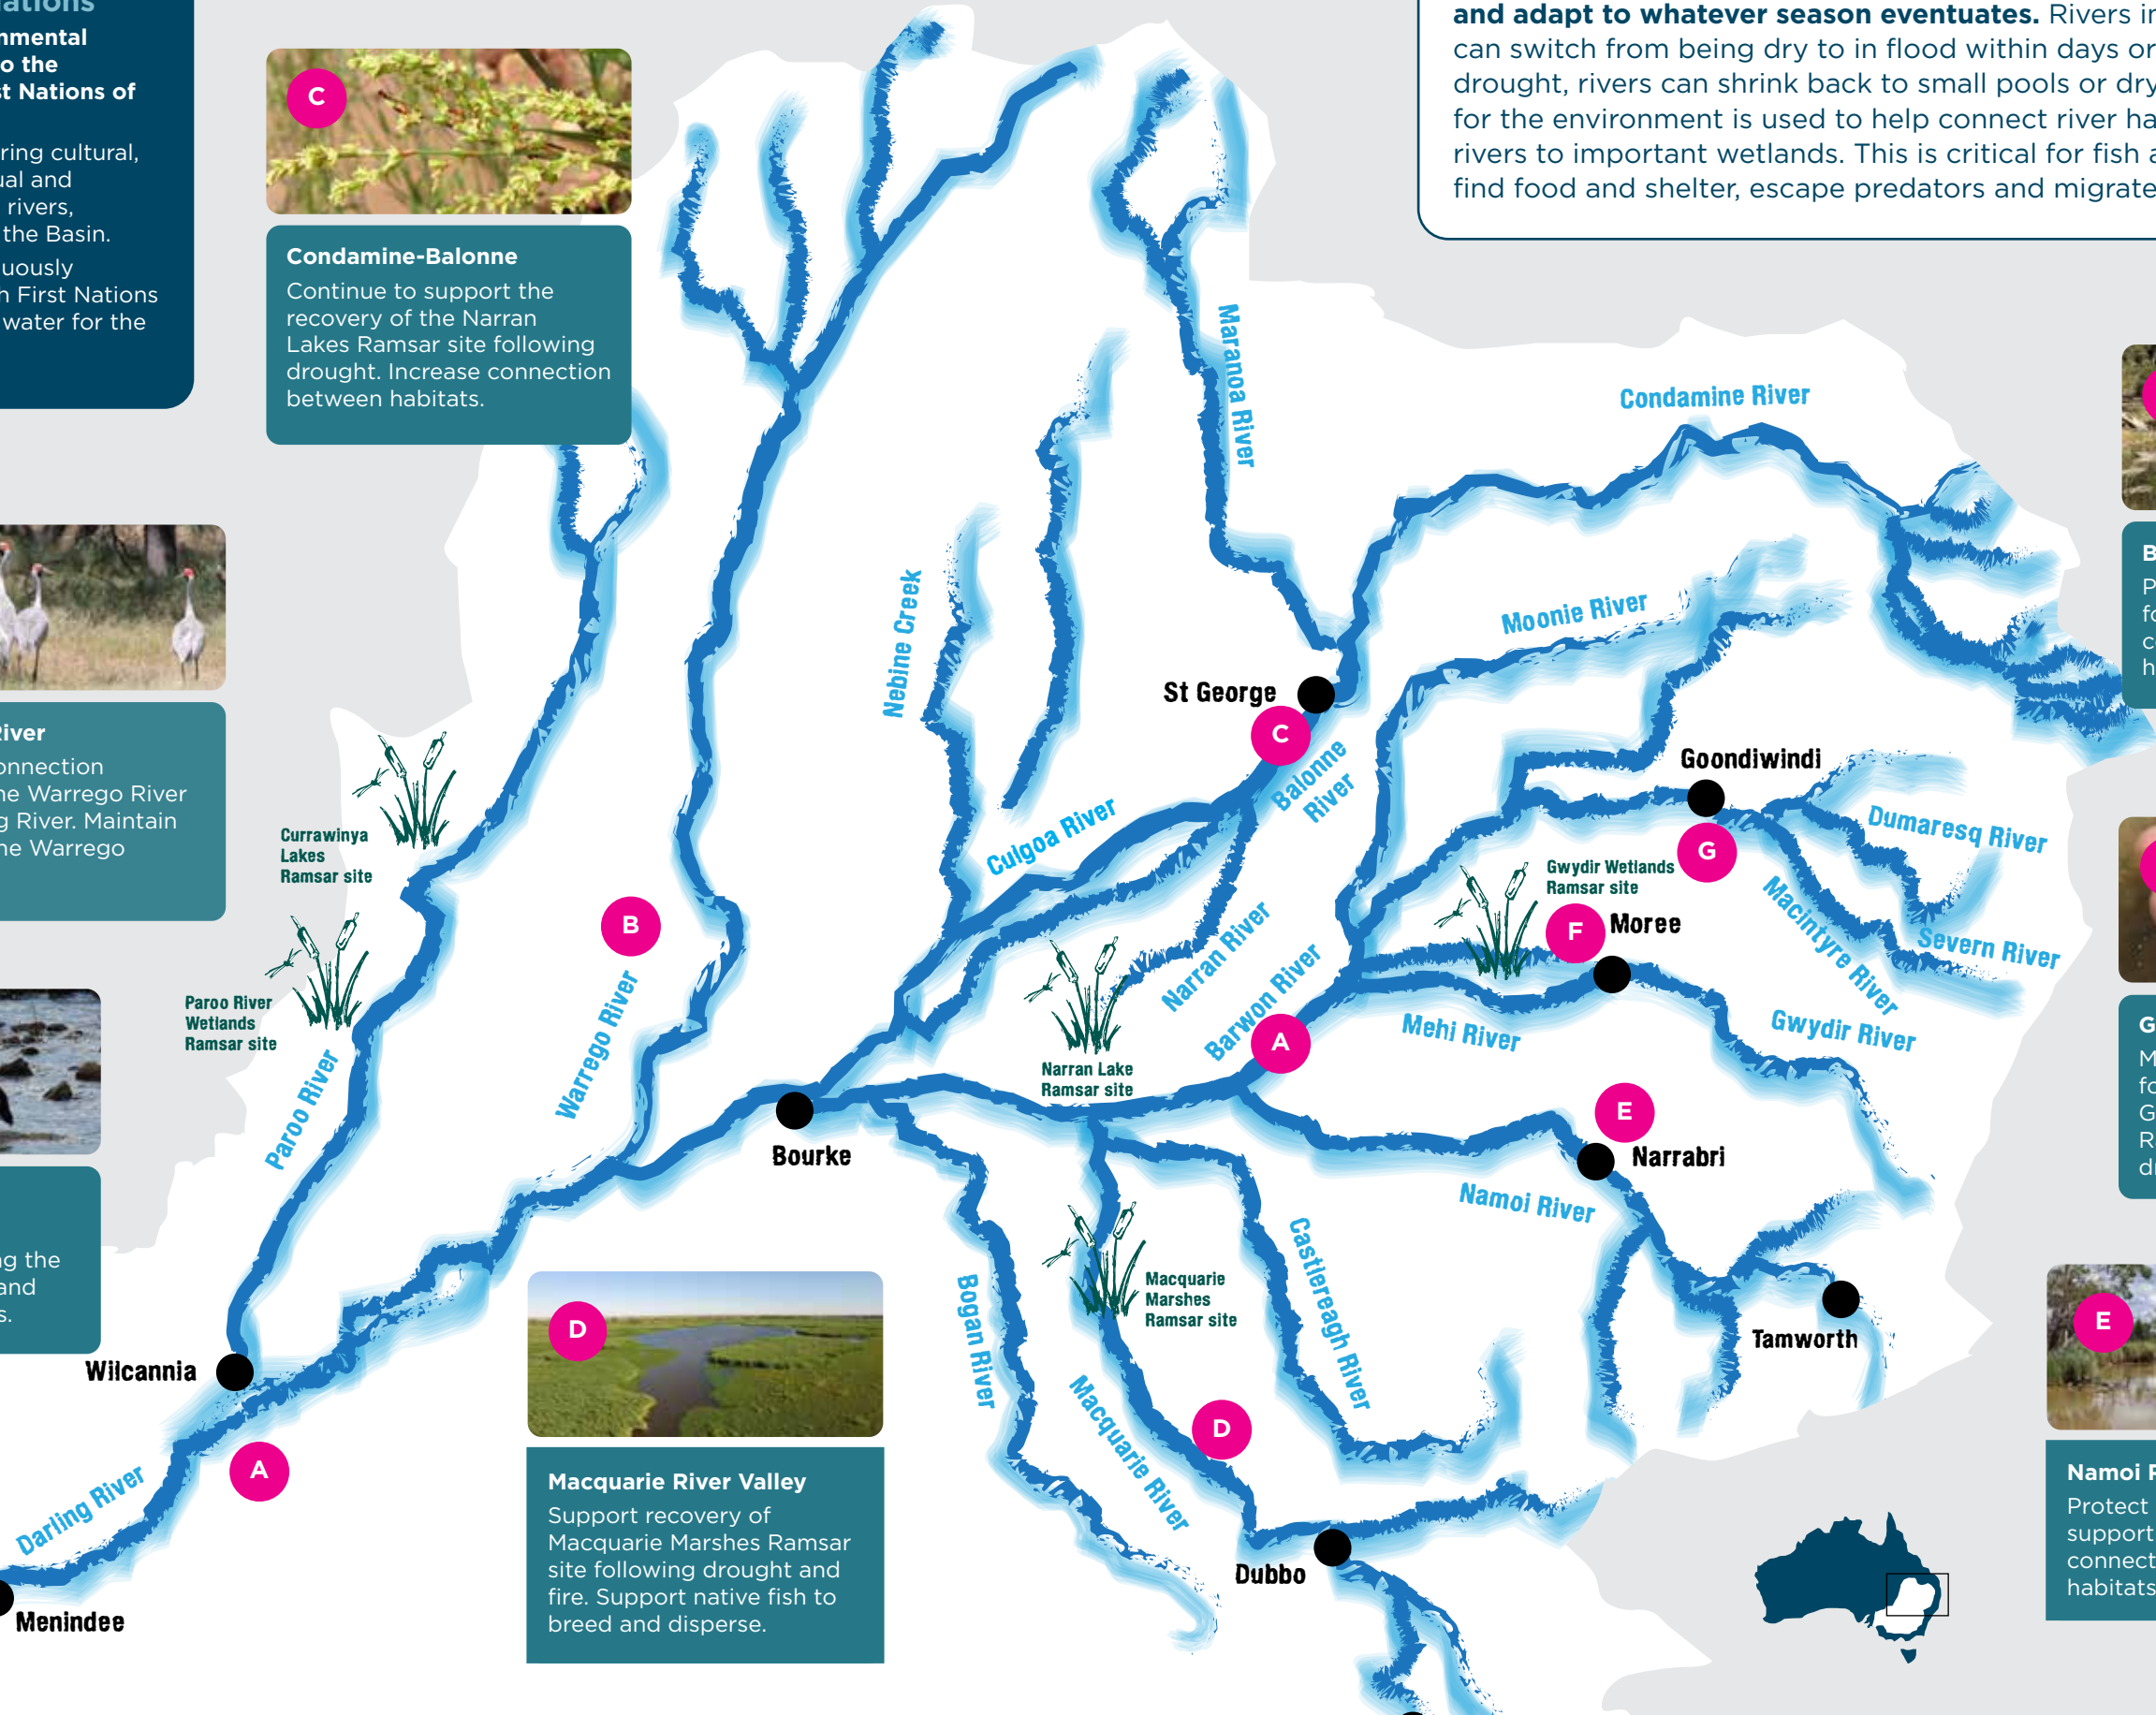 ations
nmental
o the
st Nations of
ring cultural,
ual and
rivers,
the Basin.
uously
h First Nations
water for the
and adapt to whatever season eventuates. Rivers in
can switch from being dry to in flood within days or
drought, rivers can shrink back to small pools or dry
for the environment is used to help connect river ha
rivers to important wetlands. This is critical for fish a
find food and shelter, escape predators and migrate
C
Condamine-Balonne
Continue to support the
recovery of the Narran
Lakes Ramsar site following
drought. Increase connection
between habitats.
River
onnection
he Warrego River
g River. Maintain
he Warrego
ng the
and
s.
Maranoa River
Condamine River
Nebine Creek
Moonie River
St George
C
Balonne
River
Goondiwindi
G
Dumaresq River
Culgoa River
Currawinya
Lakes
Ramsar site
Gwydir Wetlands
Ramsar site
F
Moree
Macintyre River
Severn River
B
Narran River
Barwon River
Paroo River
Wetlands
Ramsar site
Warrego River
Paroo River
A
Mehi River
Gwydir River
Narran Lake
Ramsar site
E
Narrabri
Bourke
Namoi River
Castlereagh River
Macquarie
Marshes
Ramsar site
Bogan River
Tamworth
Wilcannia
A
Macquarie River
D
Darling River
Dubbo
Menindee
D
Macquarie River Valley
Support recovery of
Macquarie Marshes Ramsar
site following drought and
fire. Support native fish to
breed and disperse.
B
P
fo
c
h
G
M
fo
G
R
d
E
Namoi R
Protect
support
connect
habitats